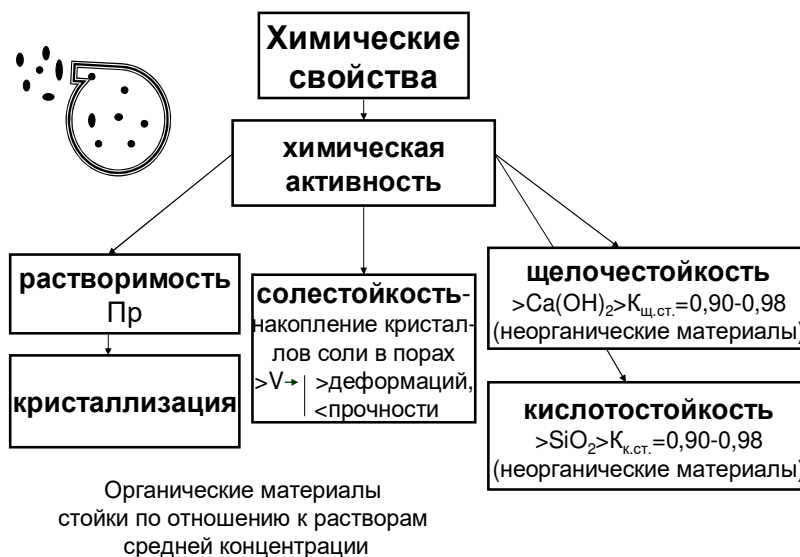 Химические
свойства
химическая
активность
растворимость
Пр
кристаллизация
солестойкость-
накопление кристал-
лов соли в порах
>V→ >деформаций,
<прочности
щелочестойкость
>Ca(OH)₂>Kщ.ст.=0,90-0,98
(неорганические материалы)
кислотостойкость
>SiO₂>Kк.ст.=0,90-0,98
(неорганические материалы)
Органические материалы
стойки по отношению к растворам
средней концентрации